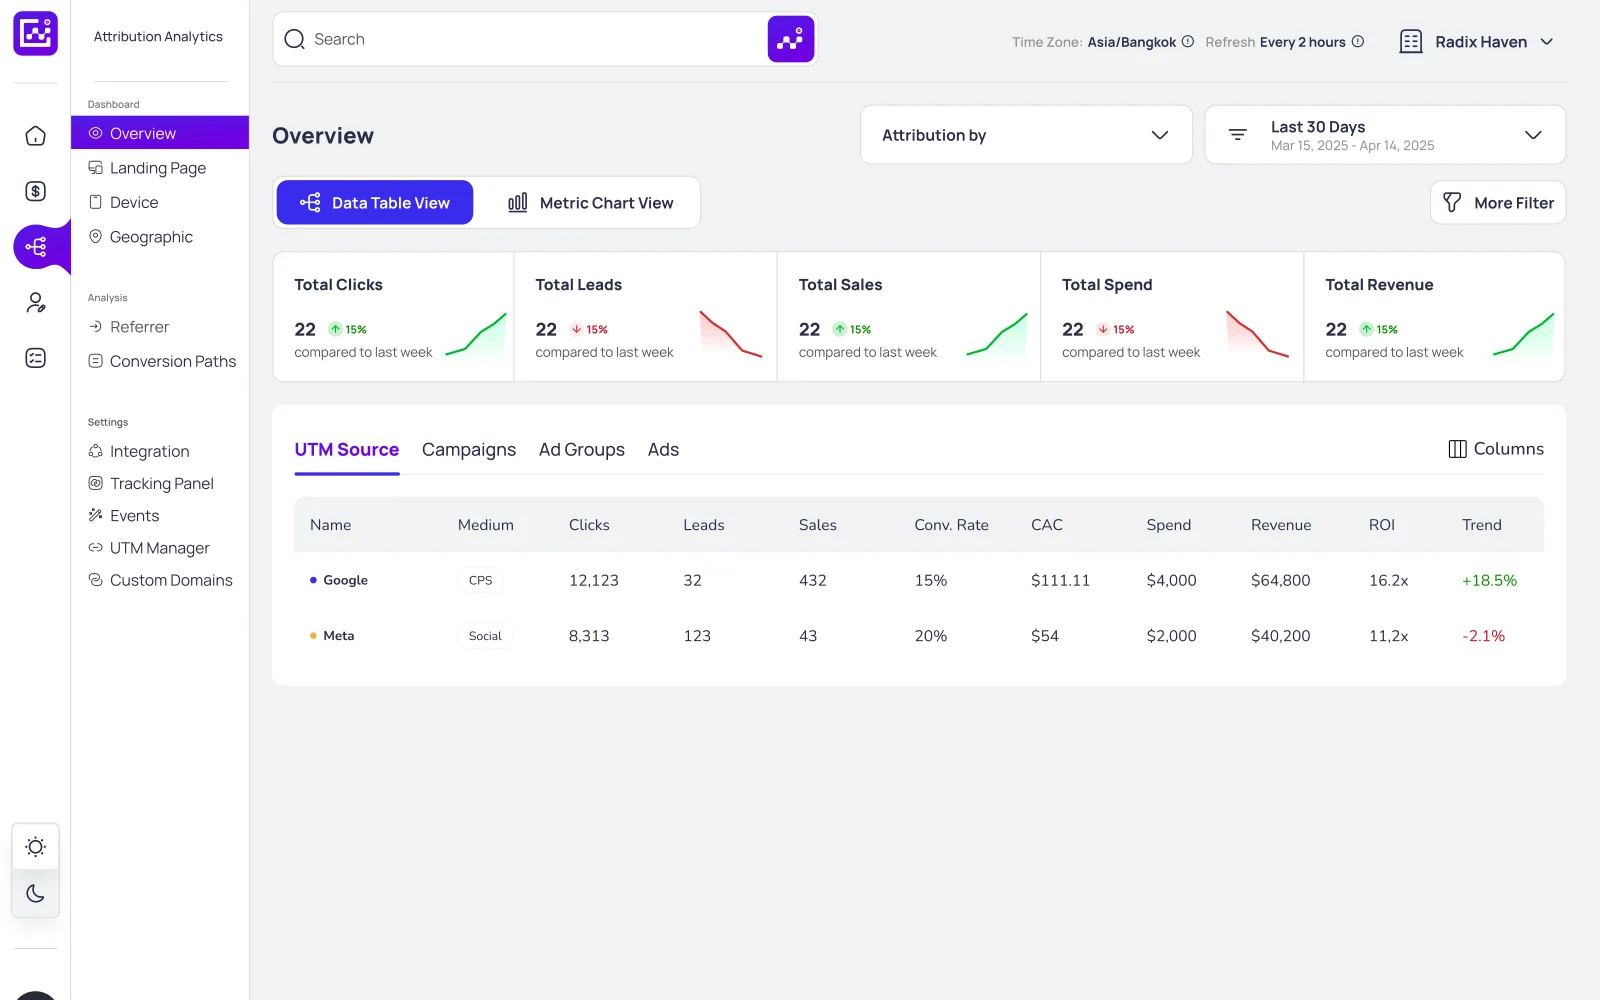 Attribution Analytics
Dashboard
Overview
Landing Page
Device
Geographic
Analysis
Referrer
Conversion Paths
Settings
Integration
Tracking Panel
Events
UTM Manager
Custom Domains
Search
Time Zone: Asia/Bangkok Refresh Every 2 hours
Radix Haven
Overview
Attribution by
Last 30 Days
Mar 15, 2025 - Apr 14, 2025
Data Table View
Metric Chart View
More Filter
Total Clicks
22 15%
compared to last week
Total Leads
22 15%
compared to last week
Total Sales
22 15%
compared to last week
Total Spend
22 15%
compared to last week
Total Revenue
22 15%
compared to last week
UTM Source Campaigns Ad Groups Ads
Columns
Name Medium Clicks Leads Sales Conv. Rate CAC Spend Revenue ROI Trend
Google CPS 12,123 32 432 15% $111.11 $4,000 $64,800 16.2x +18.5%
Meta Social 8,313 123 43 20% $54 $2,000 $40,200 11,2x -2.1%